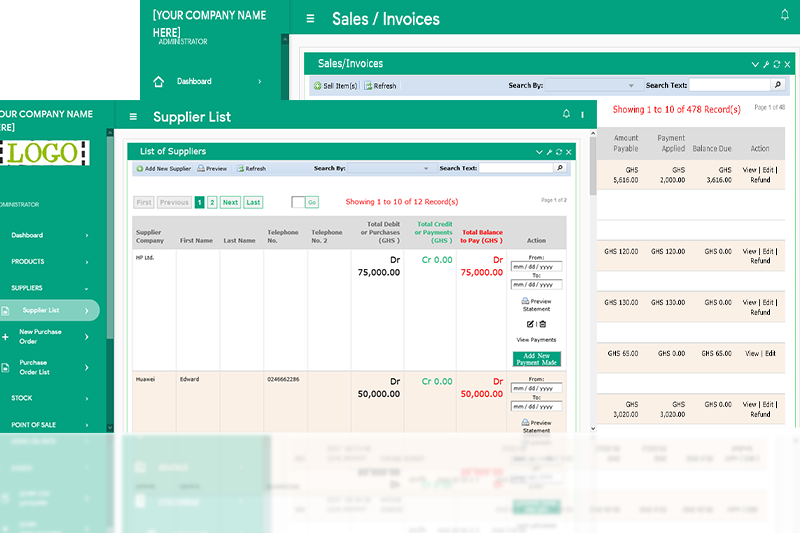 [YOUR COMPANY NAME
HERE]
ADMINISTRATOR
Dashboard
Sales / Invoices
Sales/Invoices
Sell Item(s) Refresh Search By: Search Text:
Showing 1 to 10 of 478 Record(s) Page 1 of 48
Amount Payable Payment Applied Balance Due Action
GHS 5,616.00 GHS 2,000.00 GHS 3,616.00 View | Edit | Refund
GHS 120.00 GHS 120.00 GHS 0.00 View | Edit | Refund
GHS 130.00 GHS 130.00 GHS 0.00 View | Edit | Refund
GHS 65.00 GHS 0.00 GHS 65.00 View | Edit
GHS 3,020.00 GHS 3,020.00 GHS 0.00 View | Edit | Refund
OUR COMPANY NAME
ERE]
LOGO
DMINISTRATOR
Dashboard
PRODUCTS
SUPPLIERS
Supplier List
New Purchase
Order
Purchase
Order List
STOCK
POINT OF SALE
Supplier List
List of Suppliers
Add New Supplier Preview Refresh Search By: Search Text:
First Previous 1 2 Next Last Go Showing 1 to 10 of 12 Record(s) Page 1 of 2
Supplier Company First Name Last Name Telephone No. Telephone No. 2 Total Debit or Purchases (GHS ) Total Credit or Payments (GHS ) Total Balance to Pay (GHS ) Action
HP Ltd. Dr 75,000.00 Cr 0.00 Dr 75,000.00
From:
mm / dd / yyyy
To:
mm / dd / yyyy
Preview
Statement
View Payments
Add New
Payment Made
Huawei Edward 0246662286 Dr 50,000.00 Cr 0.00 Dr 50,000.00
From:
mm / dd / yyyy
To:
mm / dd / yyyy
Preview
Statement